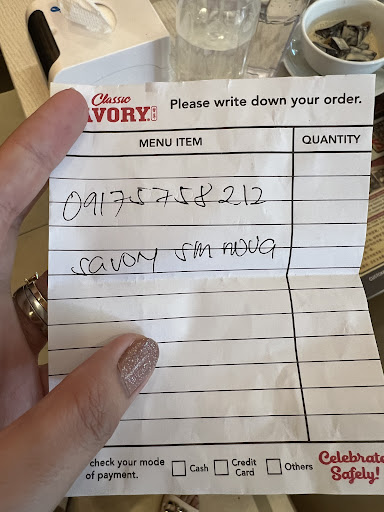 Classic
AVORY.
Please write down your order.
MENU ITEM QUANTITY
09175758212
savory sm nova
check your mode
of payment.
Cash
Credit
Card
Others
Celebrate
Safely!